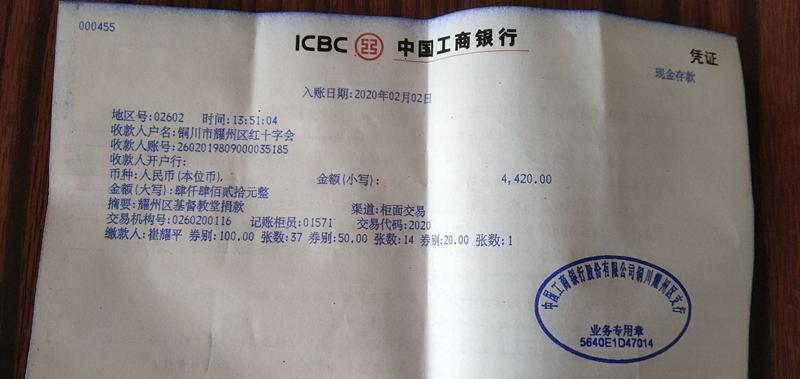 000455
ICBC 中国工商银行
凭证
现金存款
入账日期:2020年02月02日
地区号:02602 时间:13:51:04
收款人户名:铜川市耀州区红十字会
收款人账号:2602019809000035185
收款人开户行:
币种:人民币(本位币), 金额(小写): 4,420.00
金额(大写):肆仟肆佰贰拾元整
摘要:耀州区基督教堂捐款 渠道:柜面交易
交易机构号:0260200116 记账柜员:01571 交易代码:2020
缴款人:崔耀平 券别:100.00 张数:37 券别:50.00 张数:14 券别:20.00 张数:1
中国工商银行股份有限公司铜川耀州区支行
业务专用章
5640E1D47014